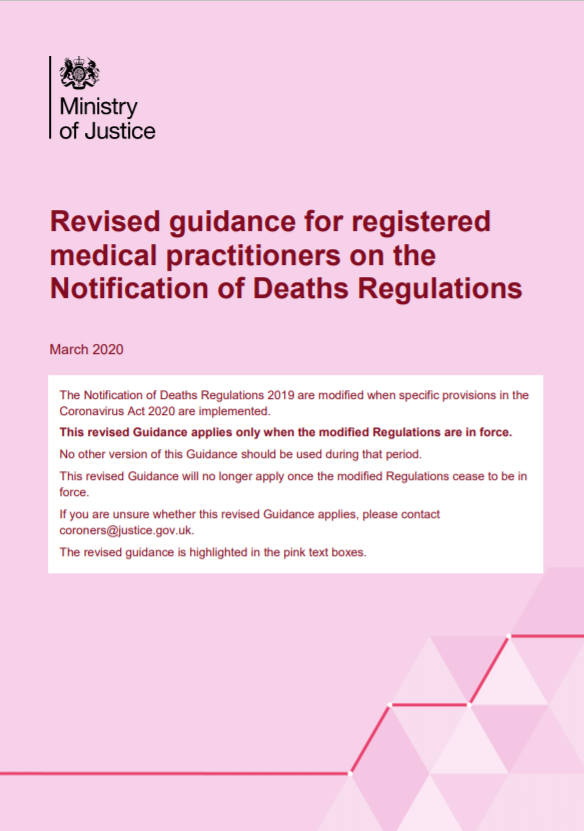 Ministry
of Justice
Revised guidance for registered
medical practitioners on the
Notification of Deaths Regulations
March 2020
The Notification of Deaths Regulations 2019 are modified when specific provisions in the
Coronavirus Act 2020 are implemented.
This revised Guidance applies only when the modified Regulations are in force.
No other version of this Guidance should be used during that period.
This revised Guidance will no longer apply once the modified Regulations cease to be in
force.
If you are unsure whether this revised Guidance applies, please contact
coroners@justice.gov.uk.
The revised guidance is highlighted in the pink text boxes.